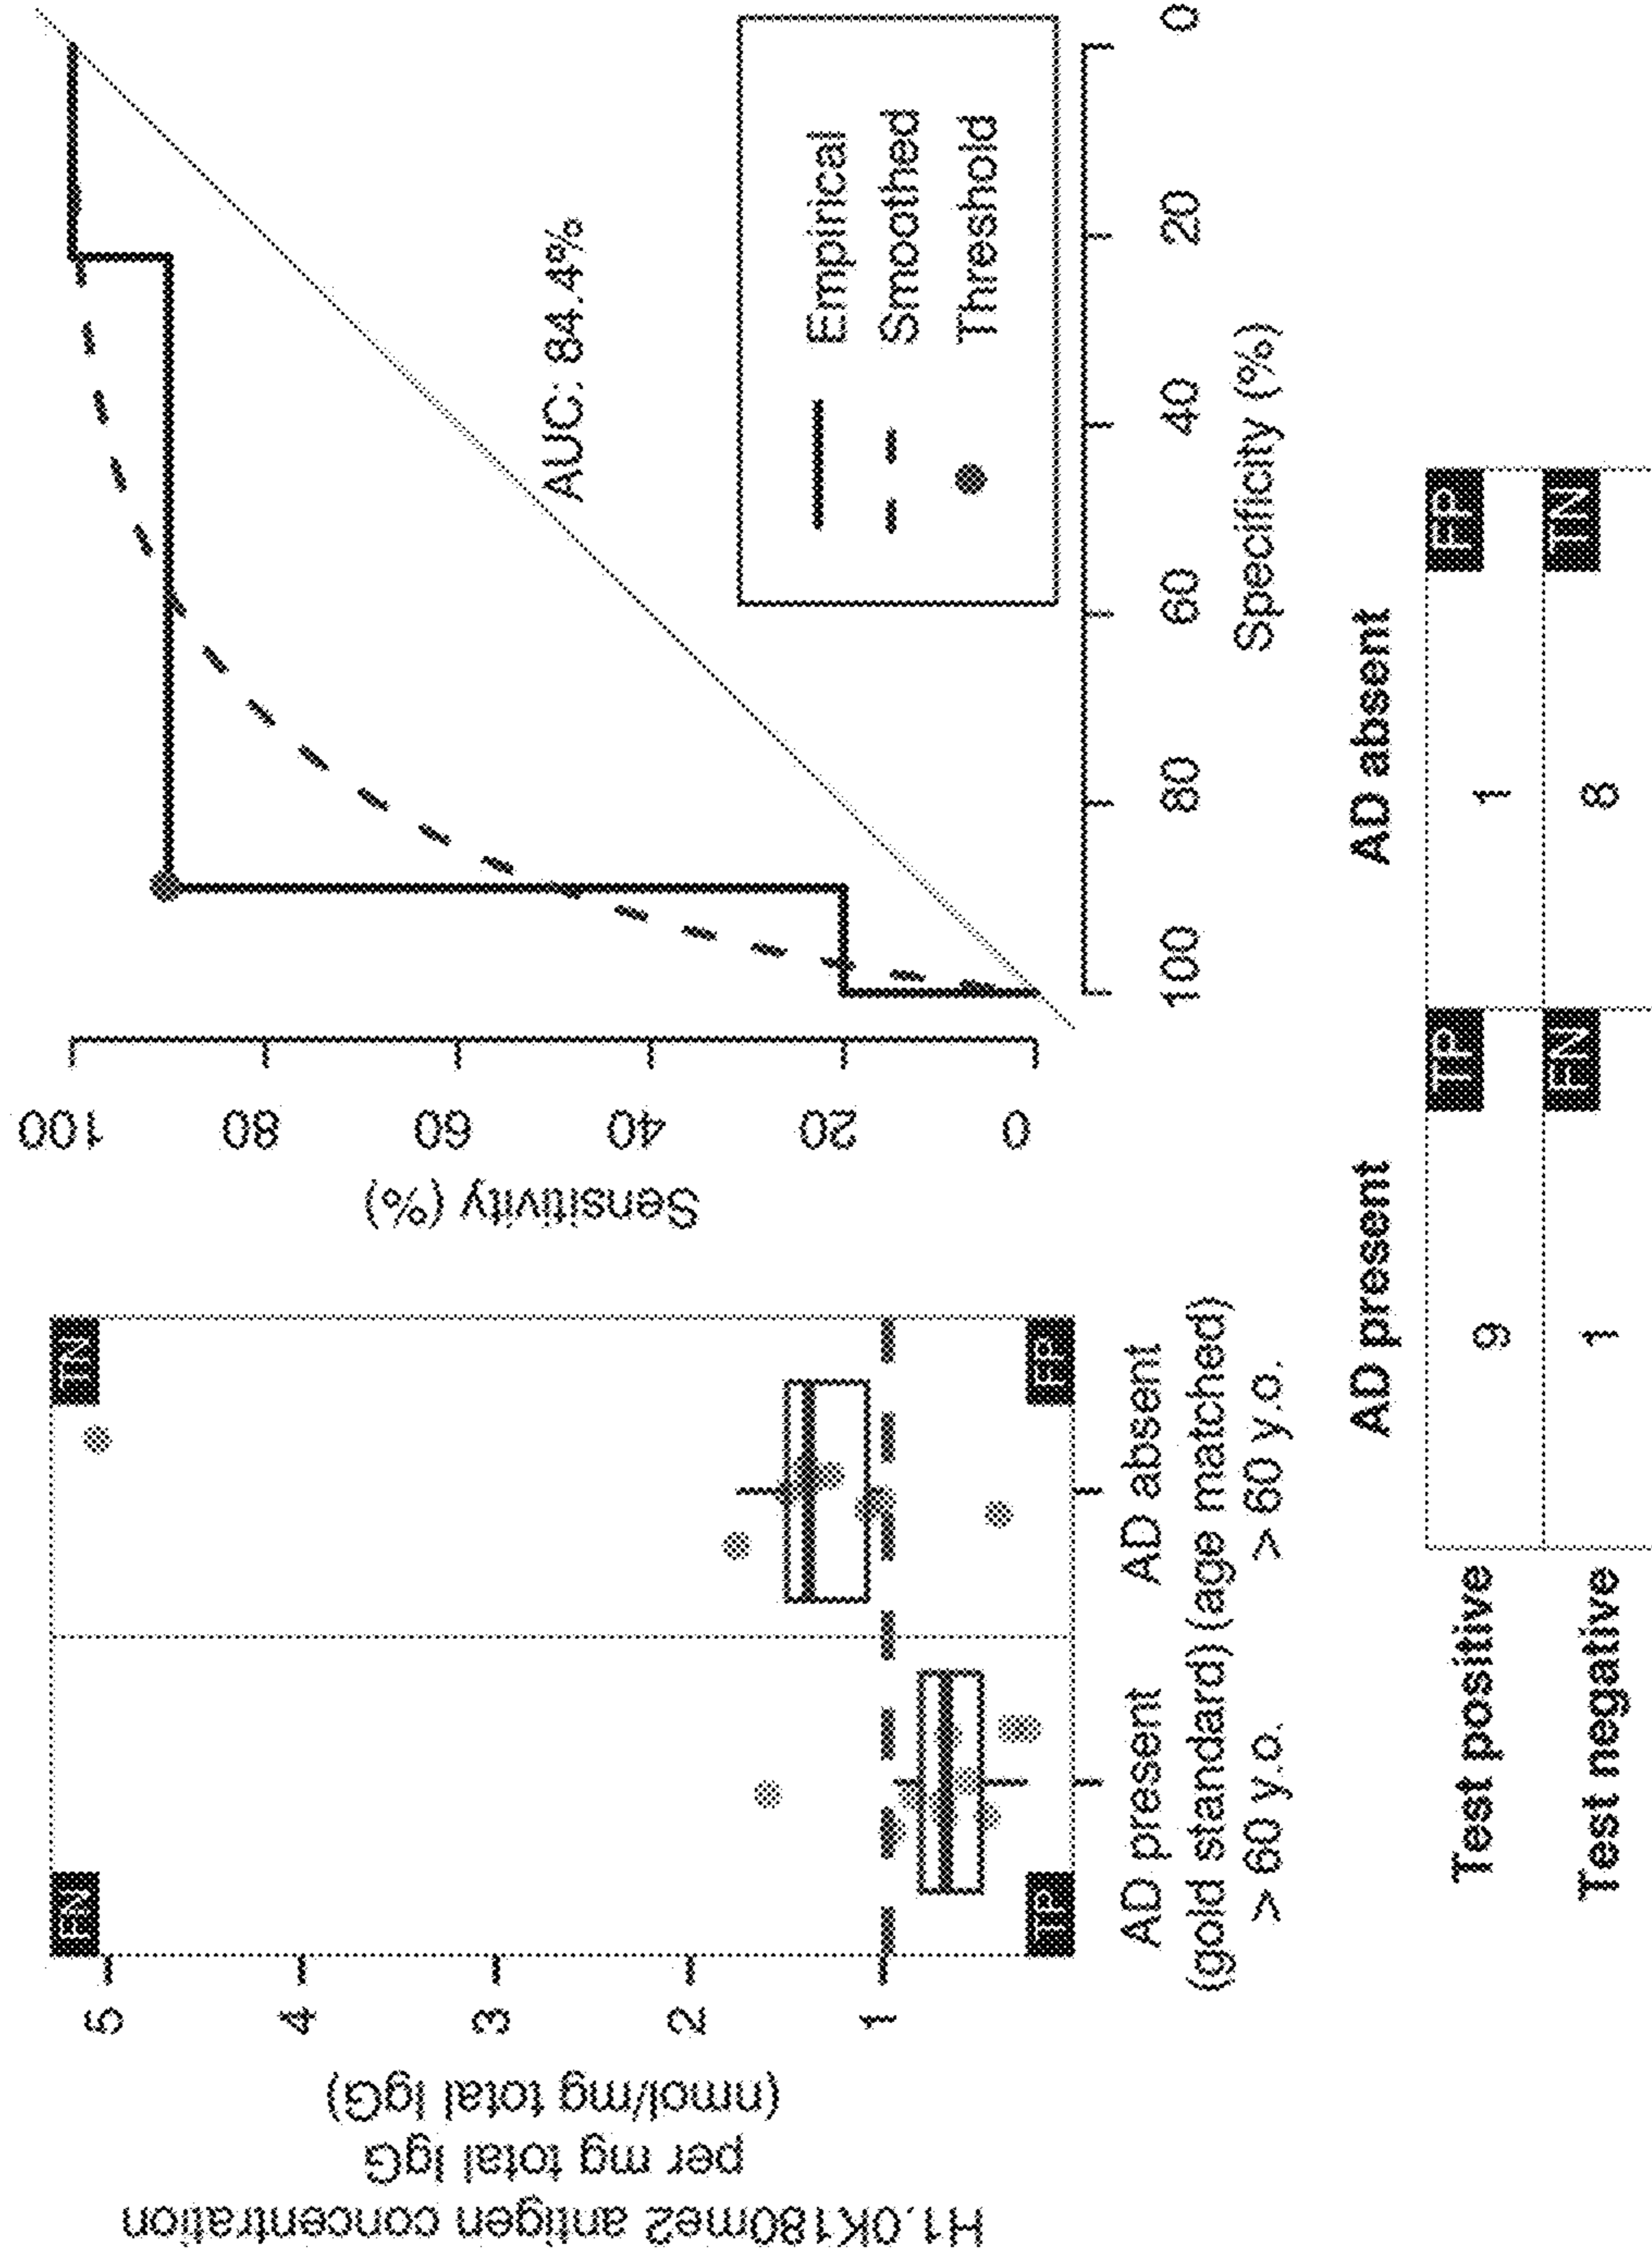 H1.0K180me2 antigen concentration
per mg total IgG
(nmol/mg total IgG)
5
4
3
2
1
FN
TN
TP
FP
AD present
(gold standard)
> 60 y.o.
AD absent
(age matched)
> 60 y.o.
Sensitivity (%)
100
80
60
40
20
0
AUC: 84.4%
Empirical
Smoothed
Threshold
100
80
60
40
20
0
Specificity (%)
AD present
AD absent
Test positive
9
TP
1
FP
Test negative
1
FN
8
TN